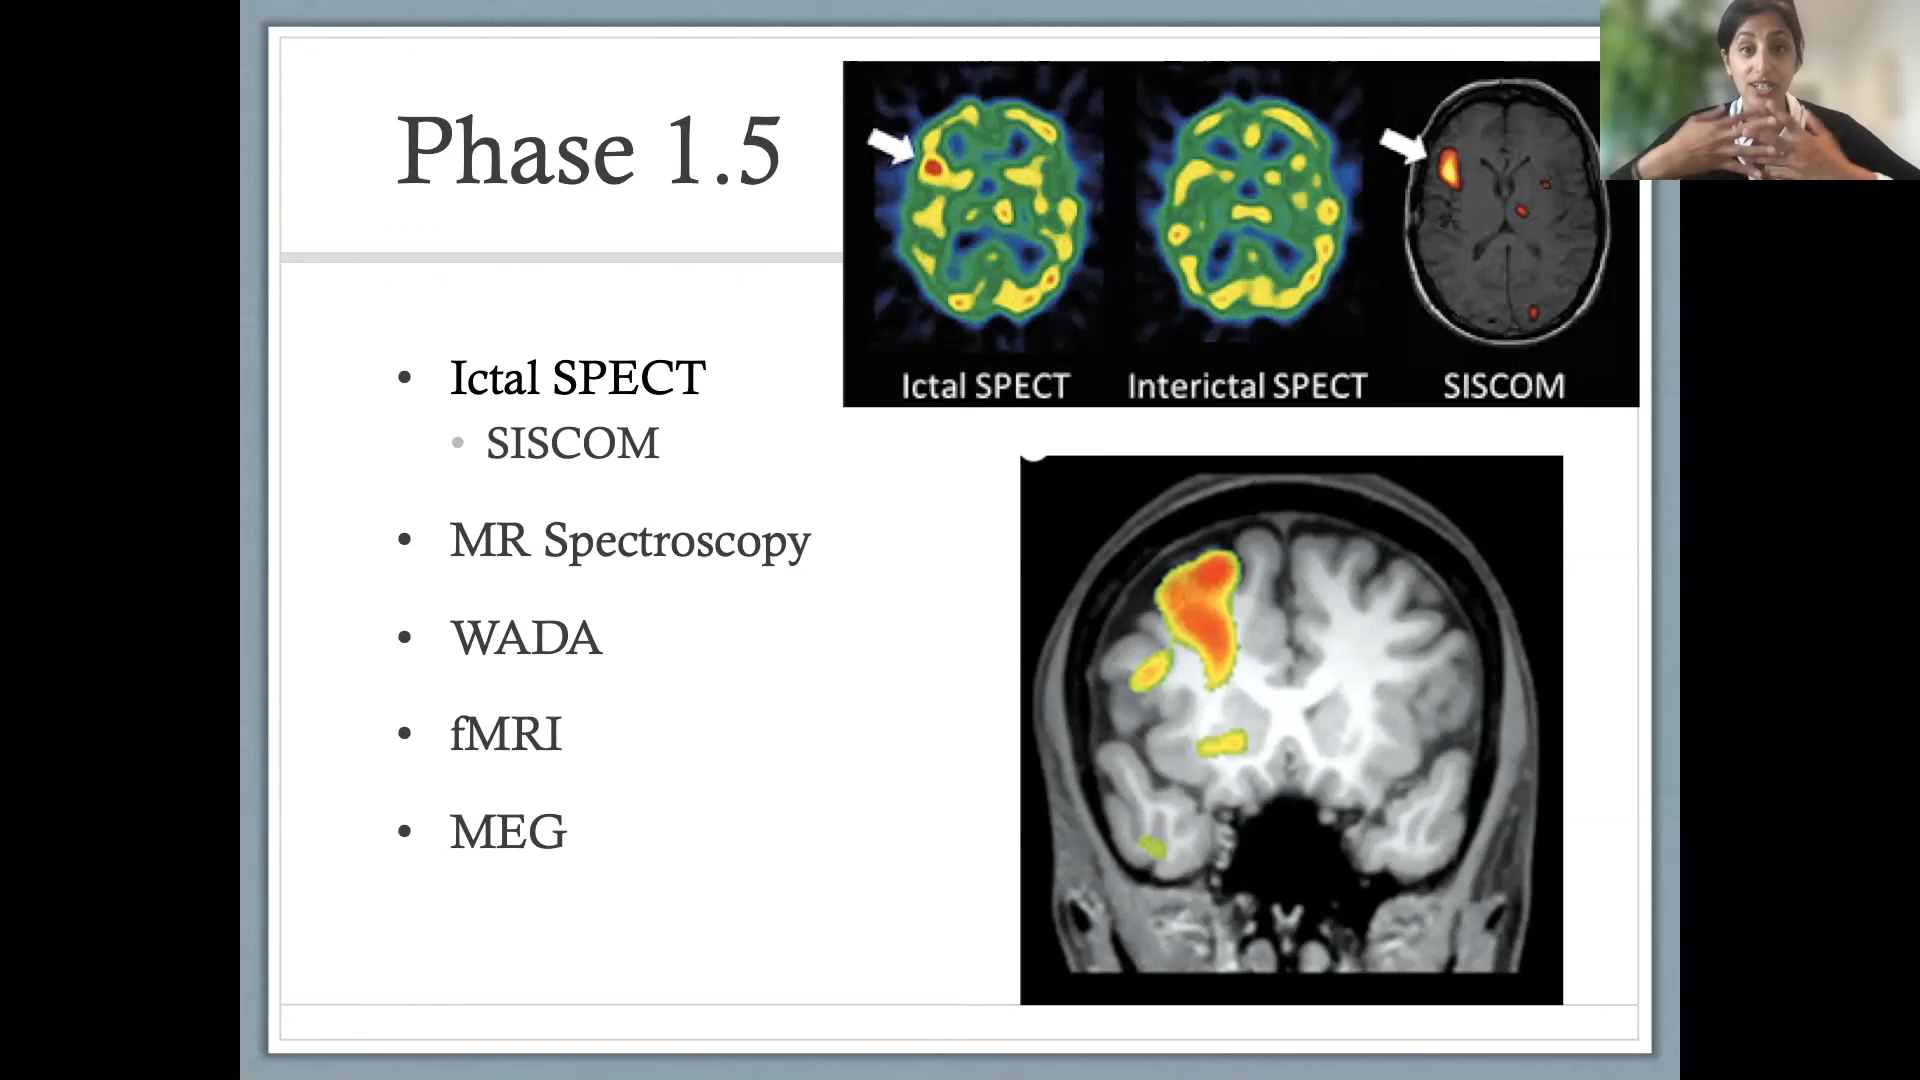 Phase 1.5
Ictal SPECT
Interictal SPECT
SISCOM
• Ictal SPECT
• SISCOM
• MR Spectroscopy
• WADA
• fMRI
• MEG